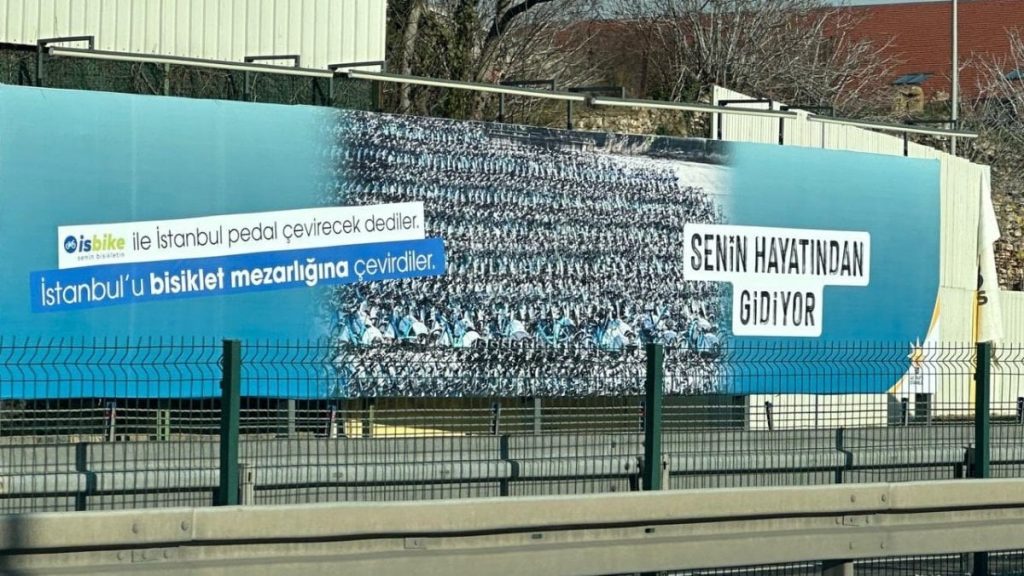 isbike ile İstanbul pedal çevirecek dediler.
senin bisikletin
İstanbul'u bisiklet mezarlığına çevirdiler.
SENİN HAYATINDAN
GİDİYOR